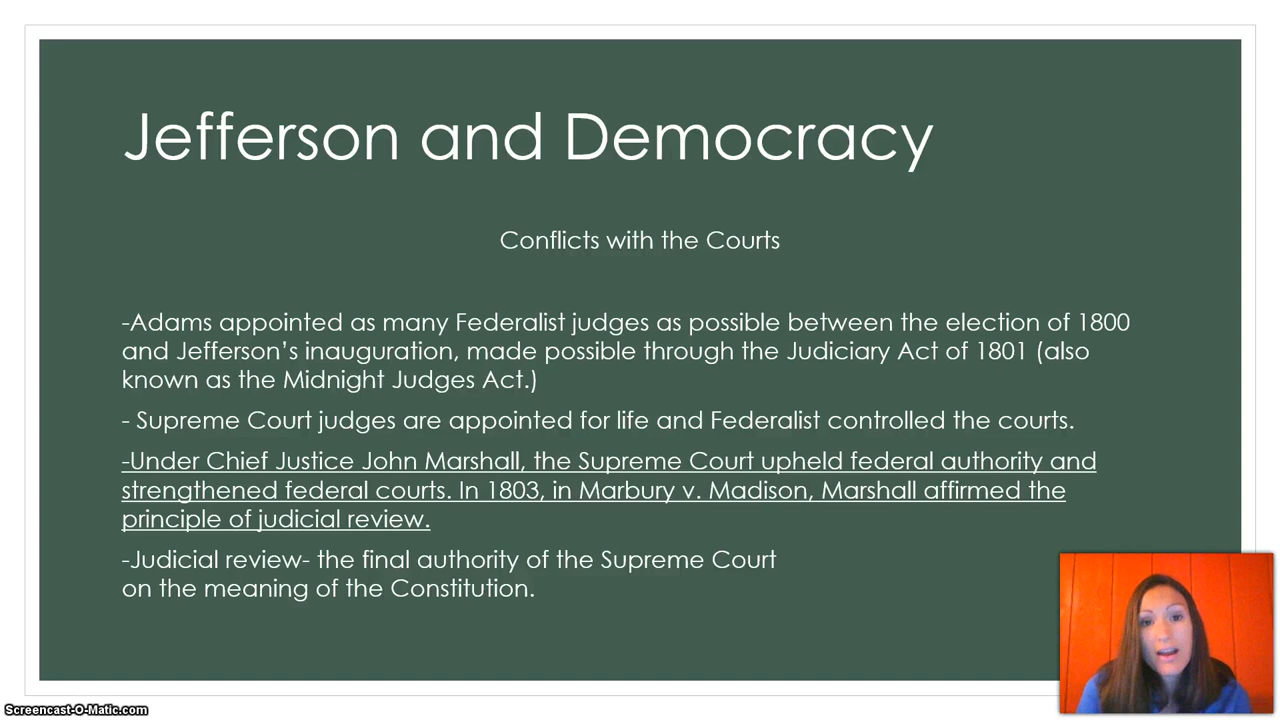 Jefferson and Democracy
Conflicts with the Courts
-Adams appointed as many Federalist judges as possible between the election of 1800
and Jefferson’s inauguration, made possible through the Judiciary Act of 1801 (also
known as the Midnight Judges Act.)
- Supreme Court judges are appointed for life and Federalist controlled the courts.
-Under Chief Justice John Marshall, the Supreme Court upheld federal authority and
strengthened federal courts. In 1803, in Marbury v. Madison, Marshall affirmed the
principle of judicial review.
-Judicial review- the final authority of the Supreme Court
on the meaning of the Constitution.
Screencast-O-Matic.com